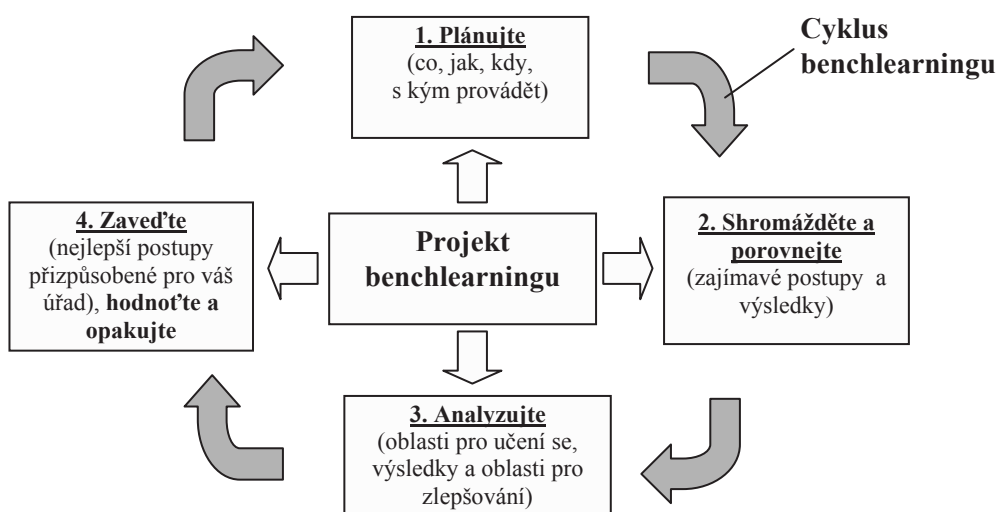 1. Plánujte
(co, jak, kdy,
s kým provádět)
Cyklus
benchlearningu
4. Zaveďte
(nejlepší postupy
přizpůsobené pro váš
úřad), hodnoťte a
opakujte
Projekt
benchlearningu
2. Shromážděte a
porovnejte
(zajímavé postupy a
výsledky)
3. Analyzujte
(oblasti pro učení se,
výsledky a oblasti pro
zlepšování)